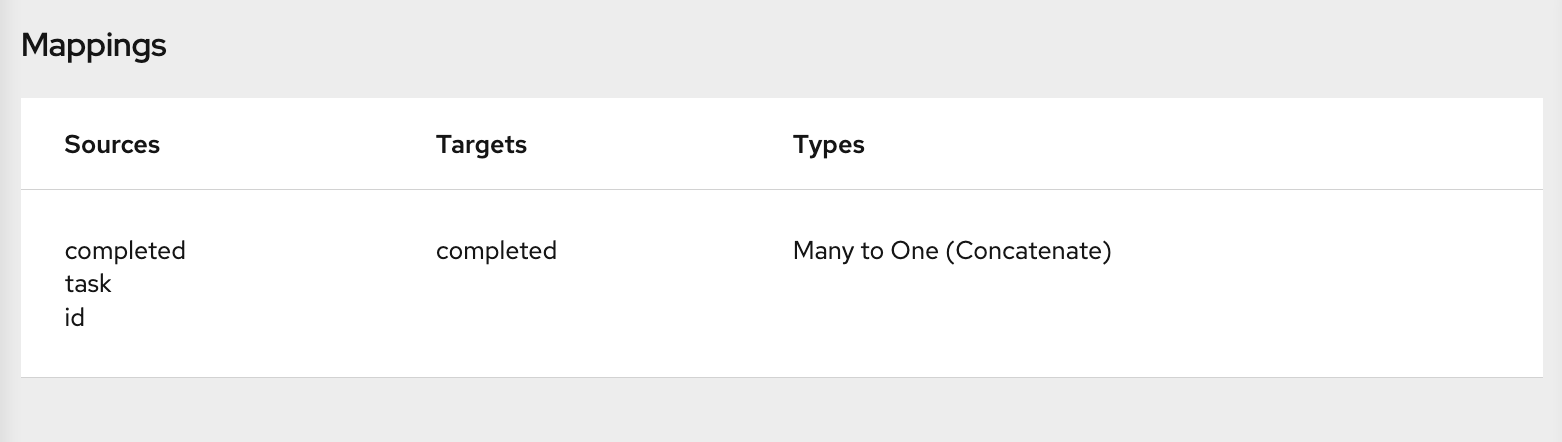 Mappings
Sources Targets Types
completed completed Many to One (Concatenate)
task
id